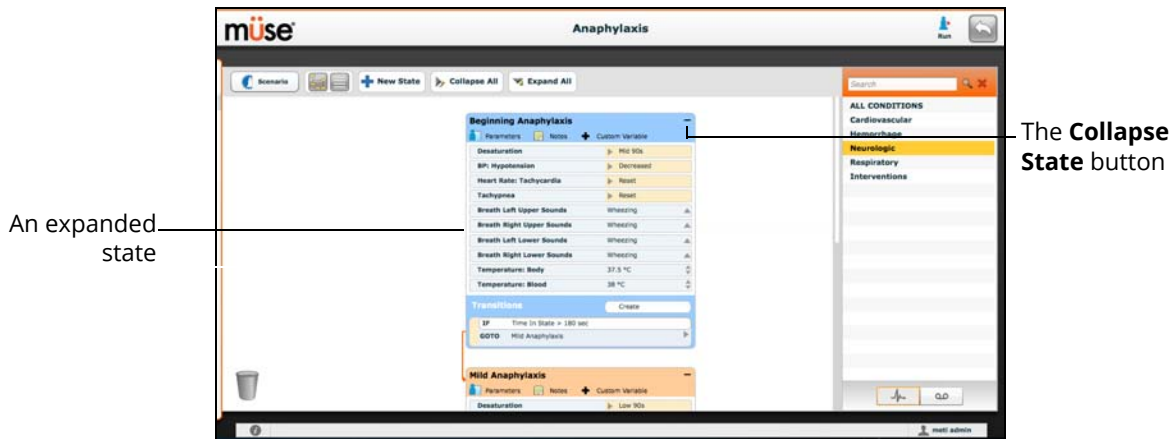 müse
Anaphylaxis
Run
Scenario
New State
Collapse All
Expand All
Search
ALL CONDITIONS
Cardiovascular
Hemorrhage
Neurologic
Respiratory
Interventions
Beginning Anaphylaxis
Parameters Notes Custom Variable
Desaturation Mid 90s
BP: Hypotension Decreased
Heart Rate: Tachycardia Reset
Tachypnea Reset
Breath Left Upper Sounds Wheezing
Breath Right Upper Sounds Wheezing
Breath Left Lower Sounds Wheezing
Breath Right Lower Sounds Wheezing
Temperature: Body 37.5 °C
Temperature: Blood 38 °C
Transitions Create
IF Time In State > 180 sec
GOTO Mild Anaphylaxis
Mild Anaphylaxis
Parameters Notes Custom Variable
Desaturation Low 90s
meti admin
An expanded
state
The Collapse
State button